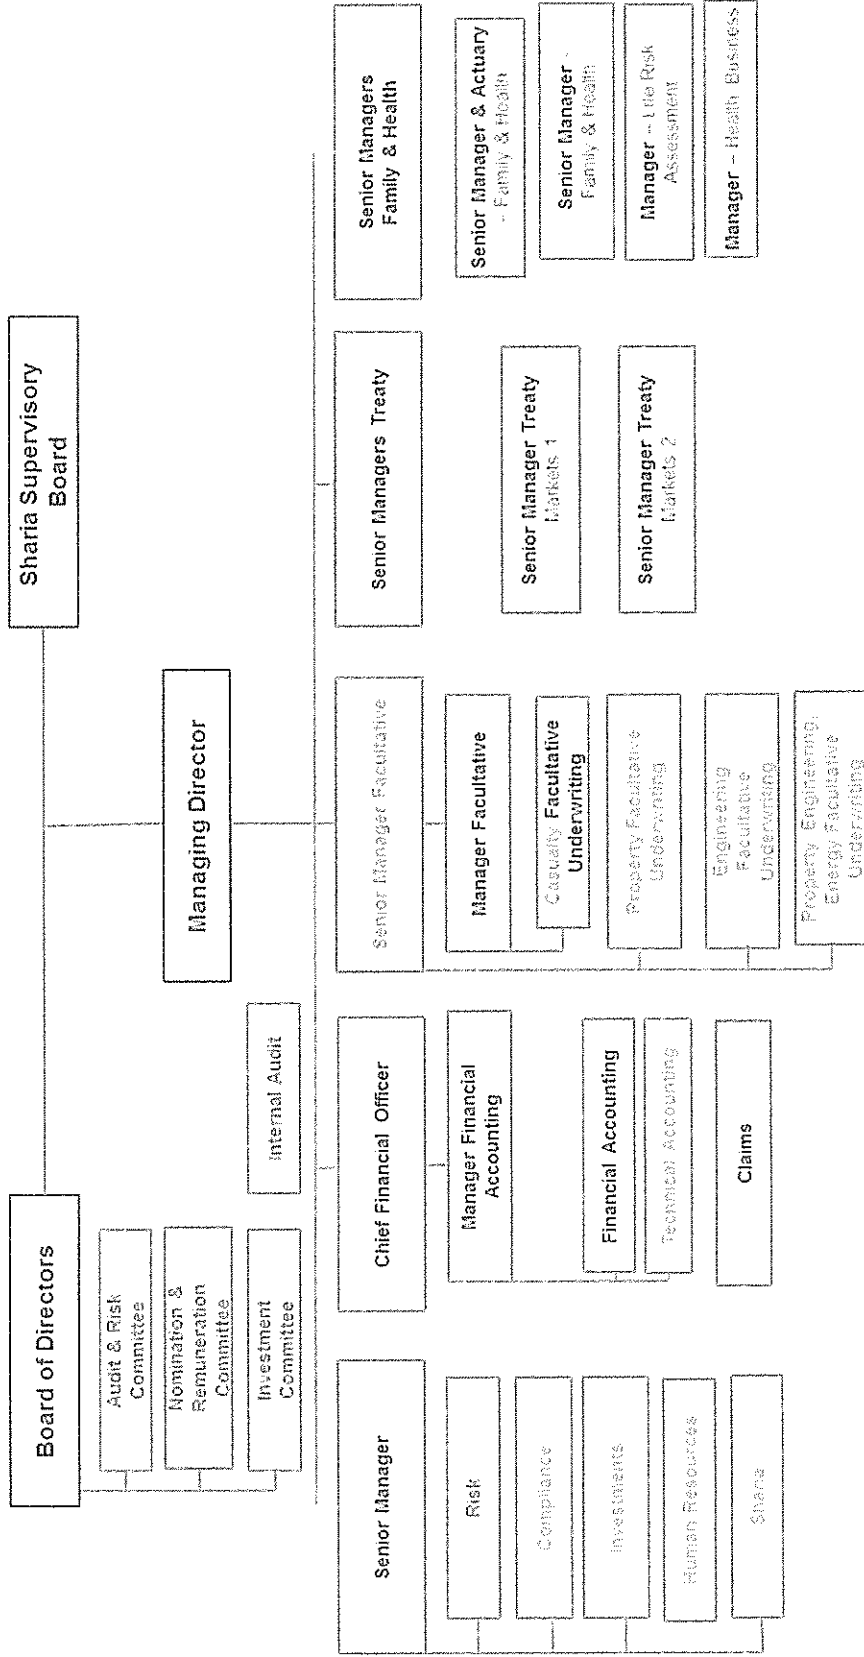 Board of Directors
Sharia Supervisory
Board
Audit & Risk
Committee
Nomination &
Remuneration
Committee
Investment
Committee
Managing Director
Internal Audit
Senior Manager
Risk
Compliance
Investments
Human Resources
Sharia
Chief Financial Officer
Manager Financial
Accounting
Financial Accounting
Technical Accounting
Claims
Senior Manager Facultative
Manager Facultative
Casualty Facultative
Underwriting
Property Facultative
Underwriting
Engineering
Facultative
Underwriting
Property Engineering,
Energy Facultative
Underwriting
Senior Managers Treaty
Senior Manager Treaty
Markets 1
Senior Manager Treaty
Markets 2
Senior Managers
Family & Health
Senior Manager & Actuary
– Family & Health
Senior Manager -
Family & Health
Manager – Life Risk
Assessment
Manager – Health Business